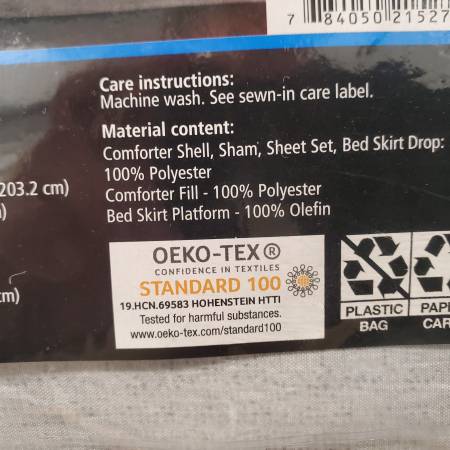 7 84050 21527
Care instructions:
Machine wash. See sewn-in care label.
Material content:
Comforter Shell, Sham, Sheet Set, Bed Skirt Drop:
100% Polyester
203.2 cm)
Comforter Fill - 100% Polyester
)
Bed Skirt Platform - 100% Olefin
cm)
OEKO-TEX®
CONFIDENCE IN TEXTILES
STANDARD 100
19.HCN.69583 HOHENSTEIN HTTI
Tested for harmful substances.
www.oeko-tex.com/standard100
PLASTIC
BAG
PAP
CAR